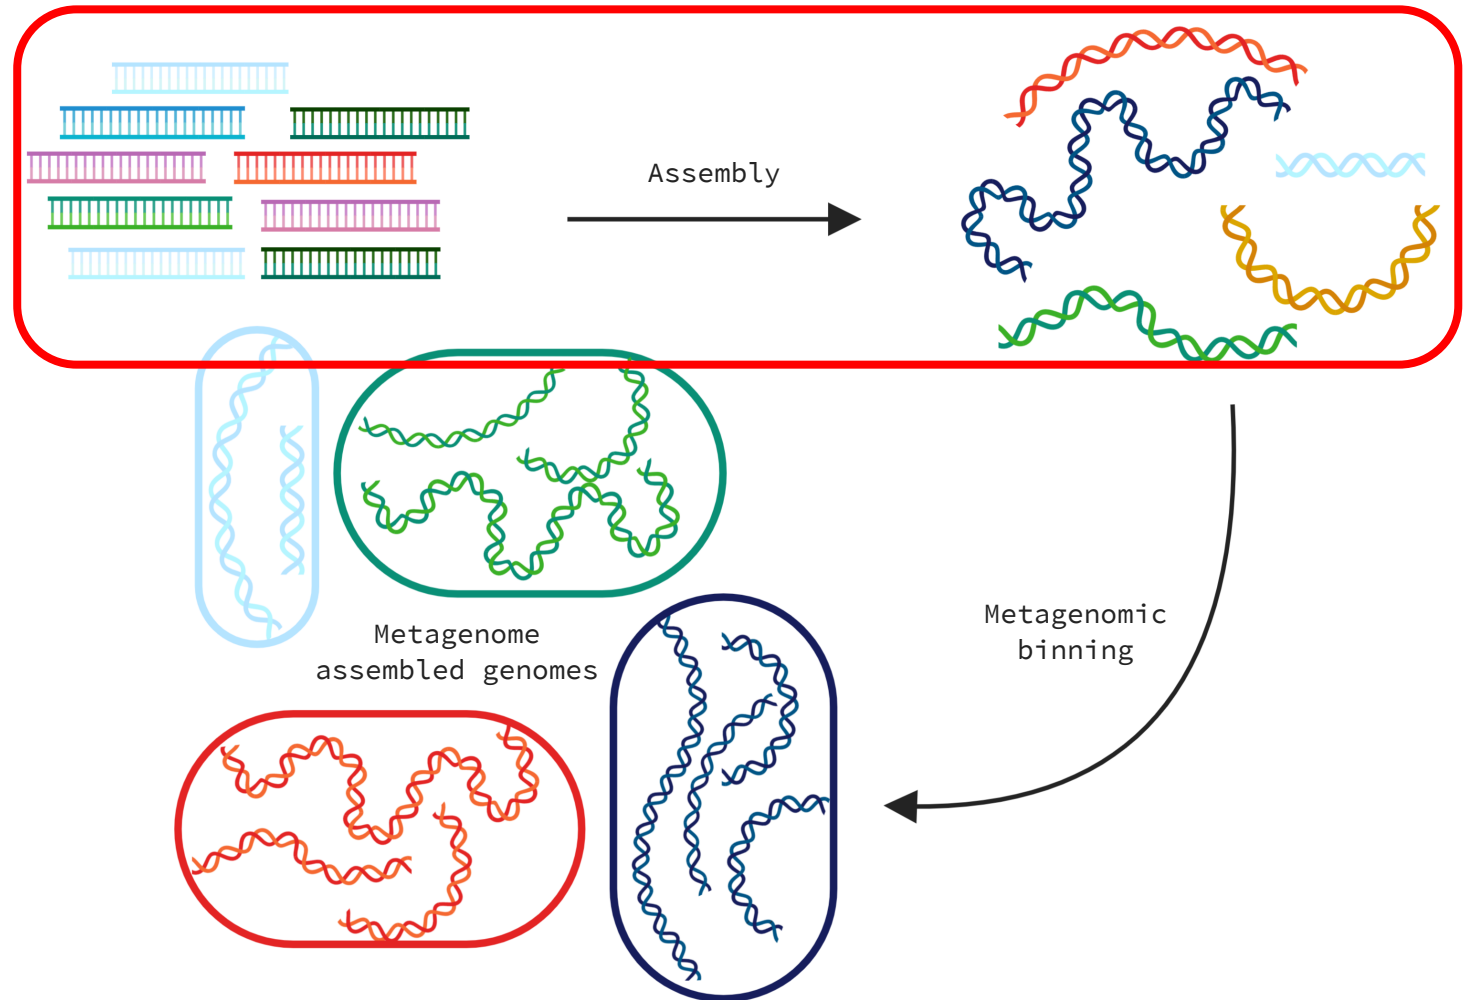 Assembly
Metagenomic
binning
Metagenome
assembled genomes